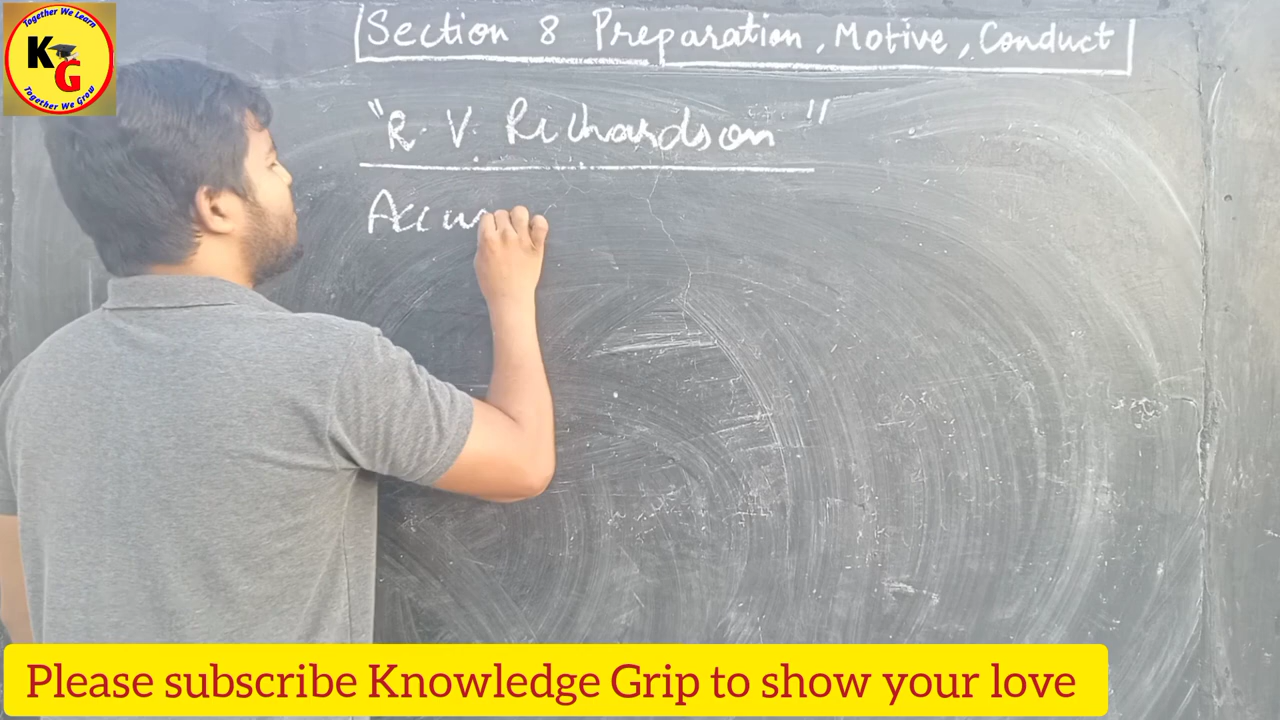 Together We Learn
KG
Together We Grow
Section 8 Preparation, Motive, Conduct
"R. V. Richardson"
Please subscribe Knowledge Grip to show your love